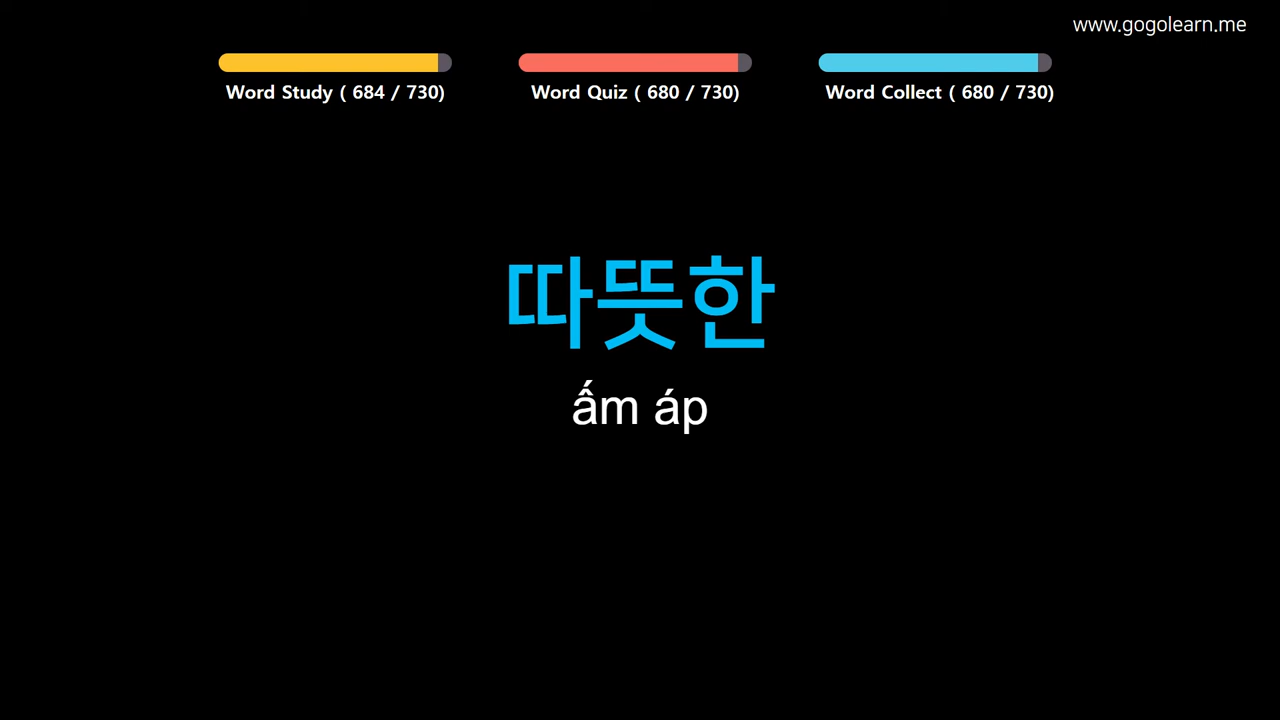 www.gogolearn.me
Word Study ( 684 / 730)
Word Quiz ( 680 / 730)
Word Collect ( 680 / 730)
따뜻한
ấm áp